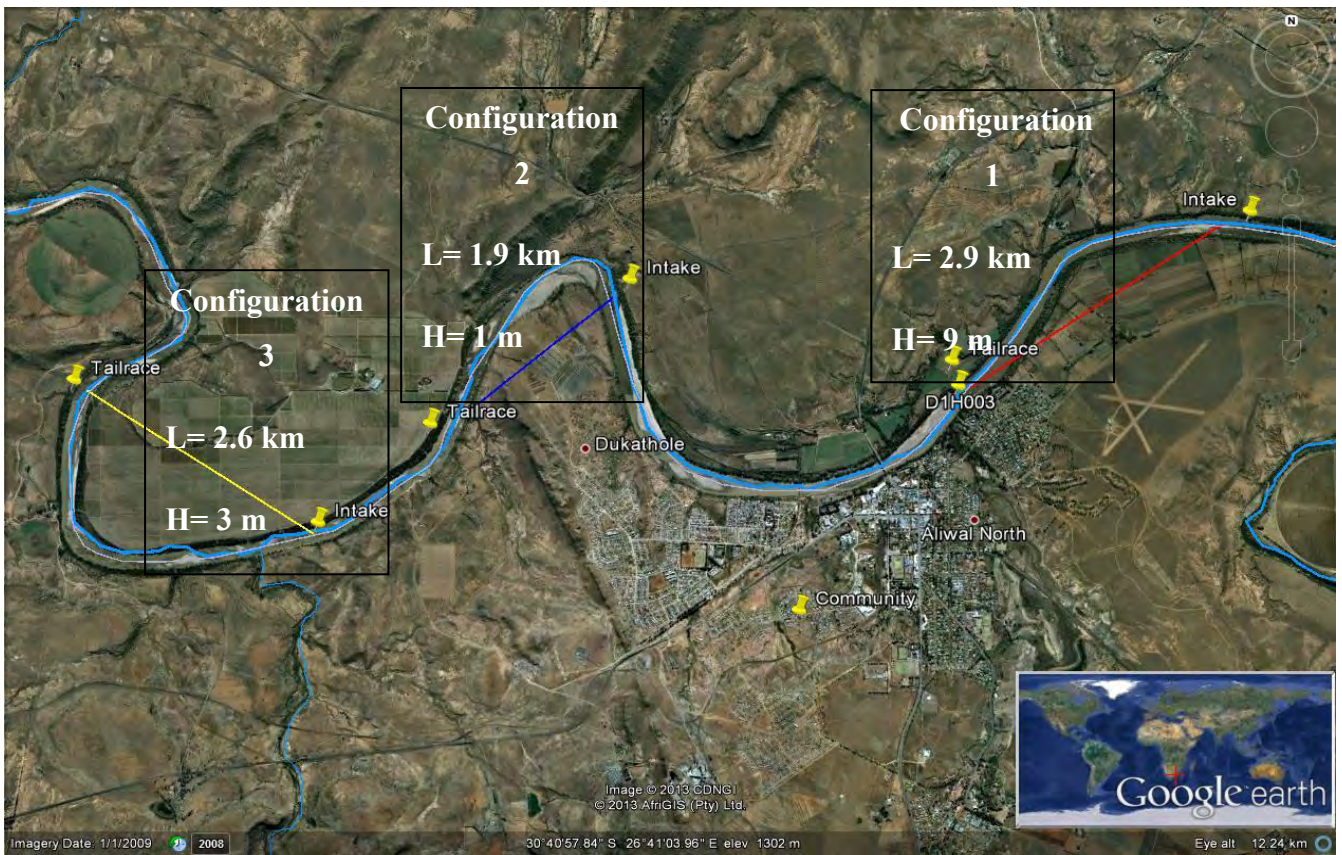 N
Configuration
2
L= 1.9 km
H= 1 m
Configuration
1
L= 2.9 km
H= 9 m
Intake
Intake
Configuration
3
L= 2.6 km
H= 3 m
Tailrace
Tailrace
Tailrace
D1H003
Dukathole
Intake
Aliwal North
Community
Image © 2013 CDNGI
© 2013 AfriGIS (Pty) Ltd.
Google earth
Imagery Date: 1/1/2009
2008
30°40'57.84" S 26°41'03.96" E elev 1302 m
Eye alt 12.24 km